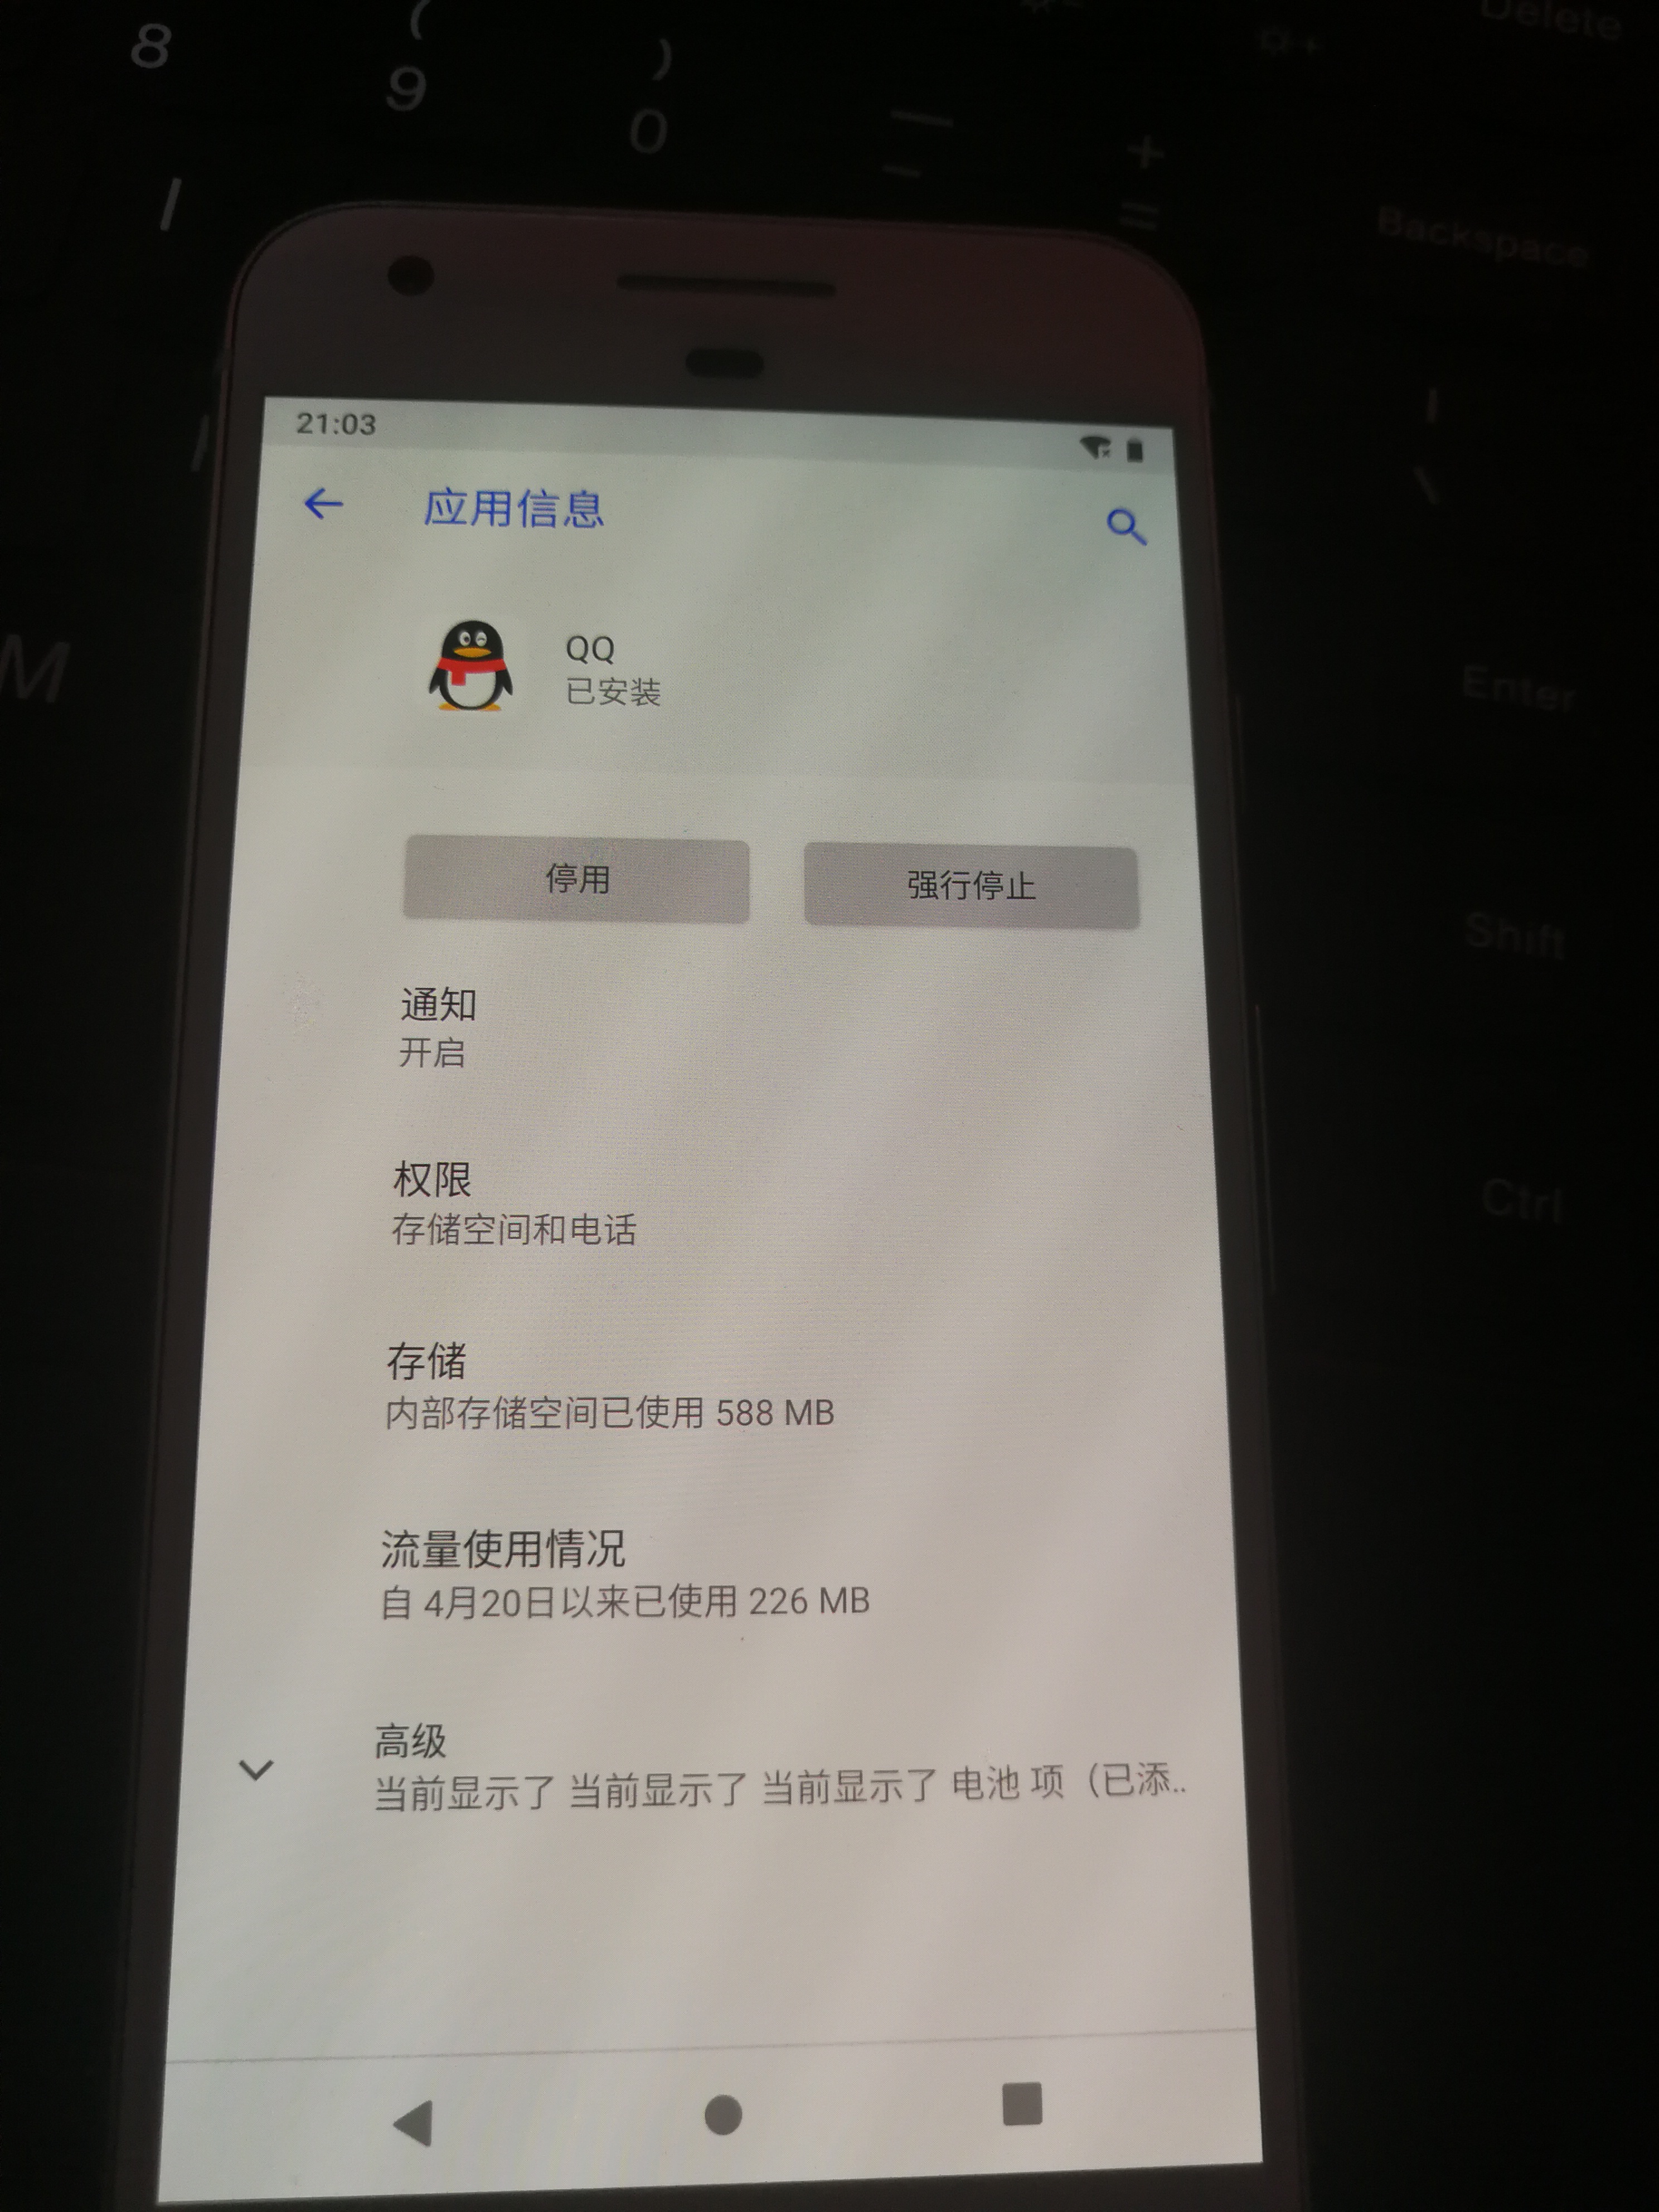 8
(
9
)
0
—
-
+
=
Delete
Backspace
|
\
M
Enter
Shift
Ctrl
21:03
应用信息
QQ
已安装
停用
强行停止
通知
开启
权限
存储空间和电话
存储
内部存储空间已使用 588 MB
流量使用情况
自 4月20日以来已使用 226 MB
高级
当前显示了 当前显示了 当前显示了 电池 项（已添..